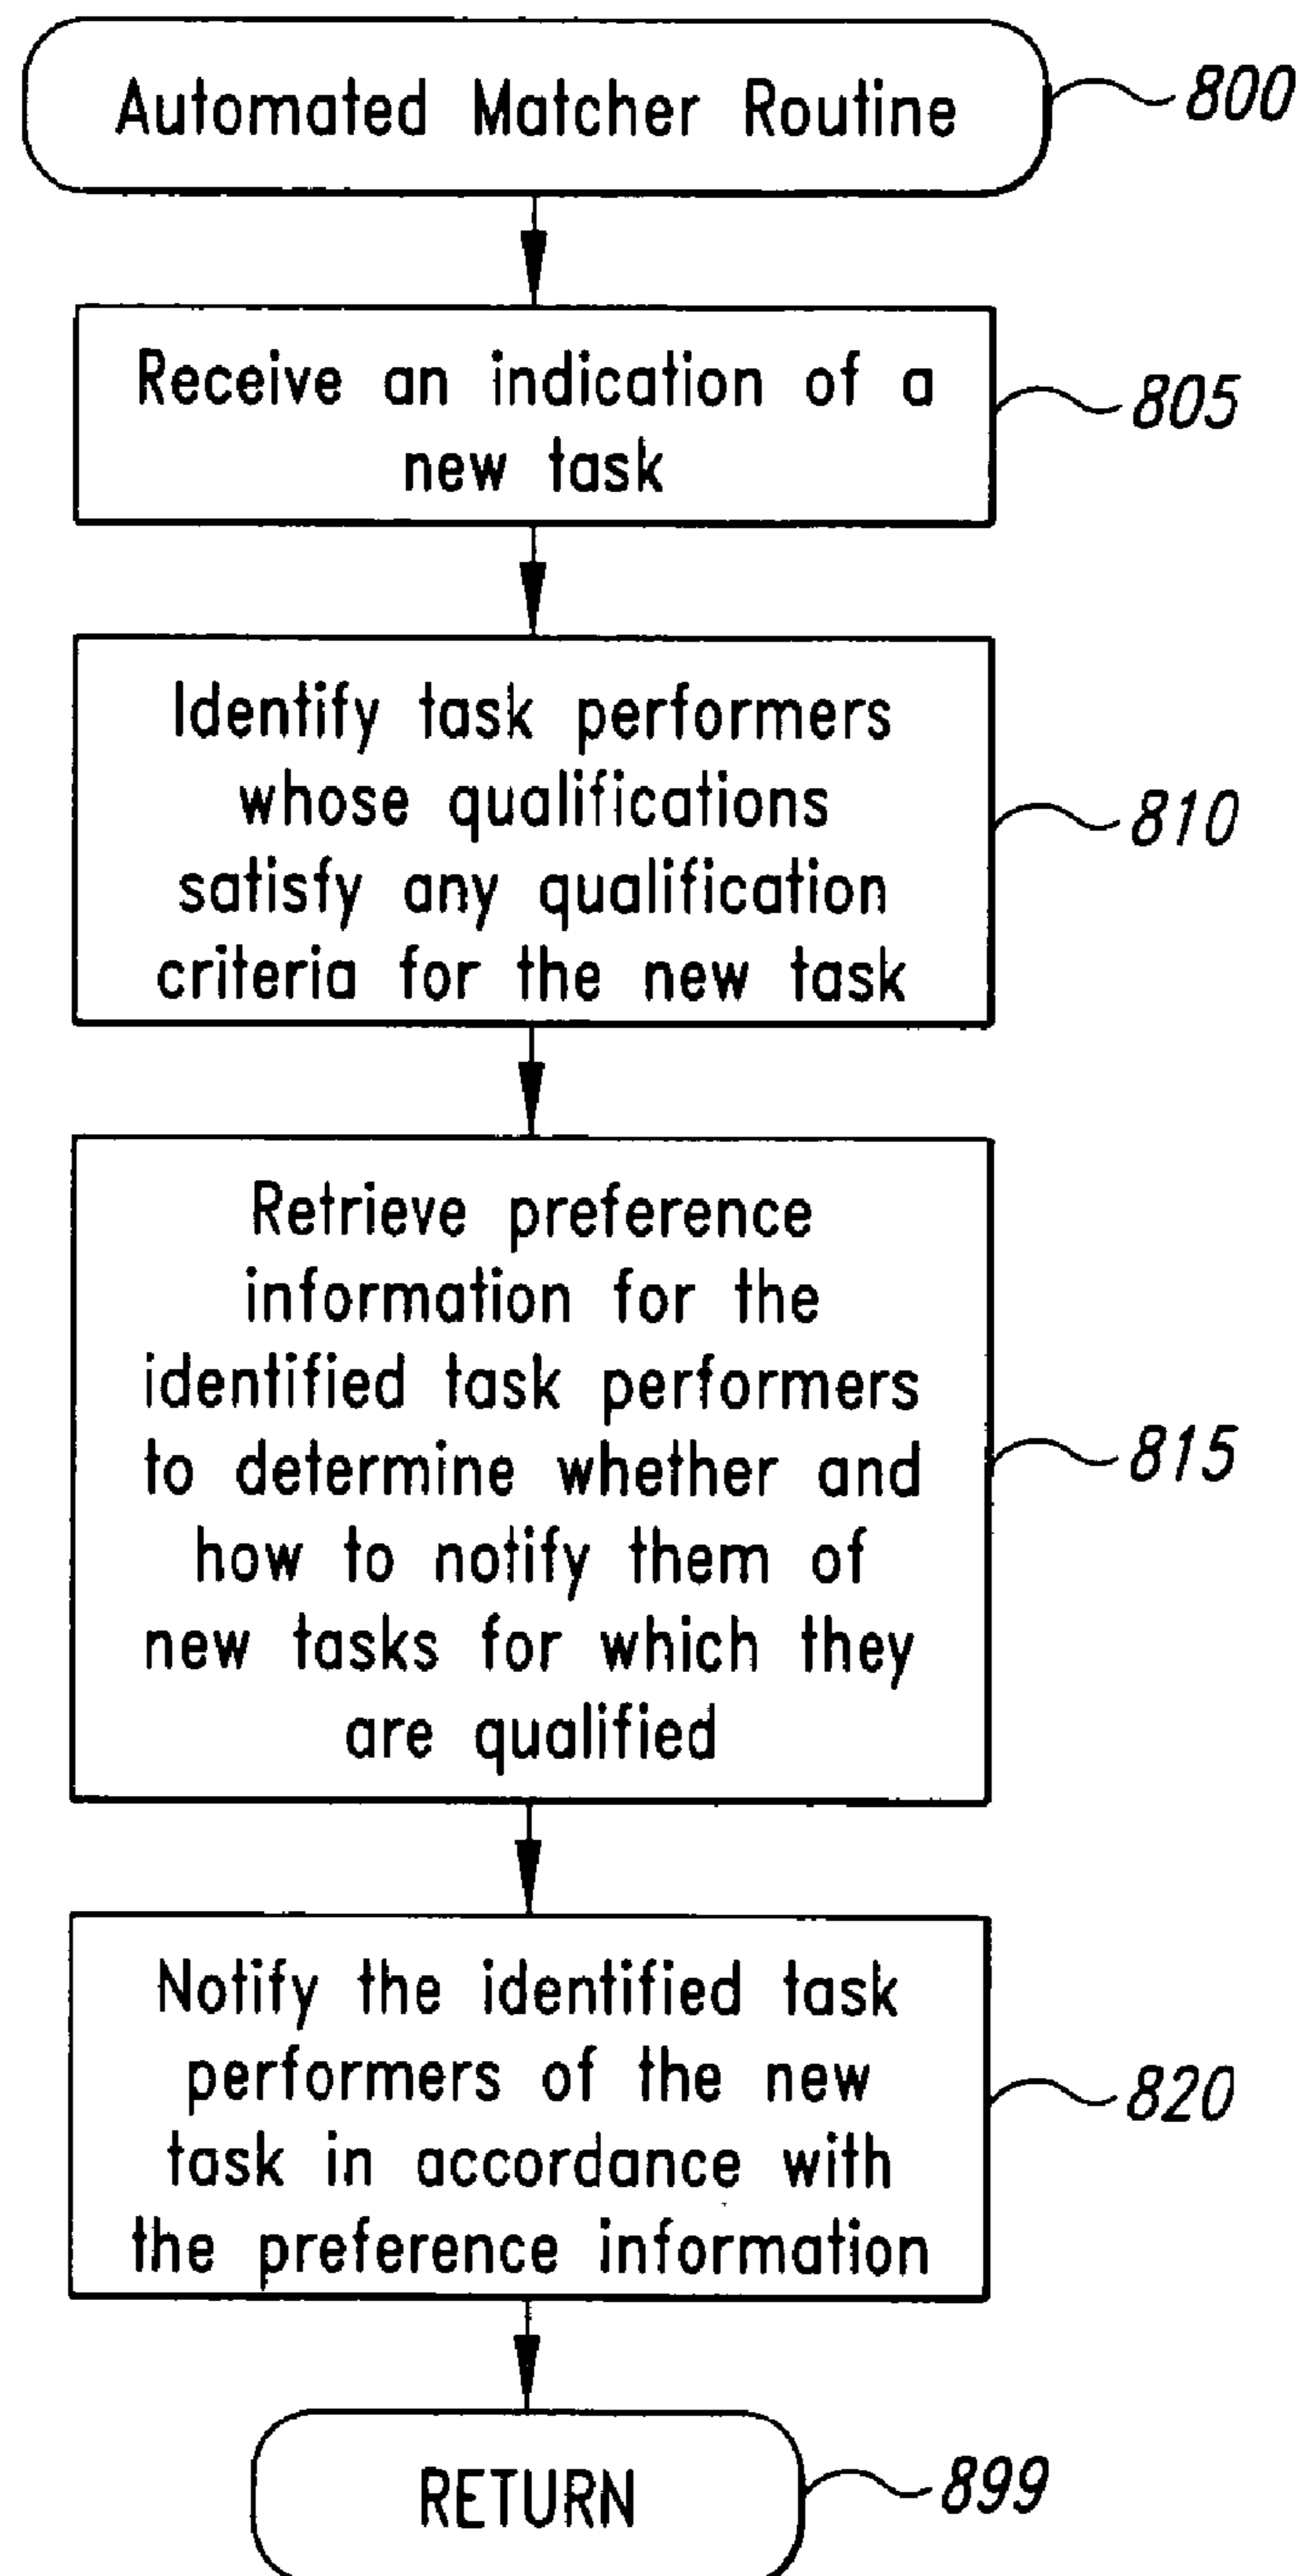 Automated Matcher Routine
800
Receive an indication of a
new task
805
Identify task performers
whose qualifications
satisfy any qualification
criteria for the new task
810
Retrieve preference
information for the
identified task performers
to determine whether and
how to notify them of
new tasks for which they
are qualified
815
Notify the identified task
performers of the new
task in accordance with
the preference information
820
RETURN
899